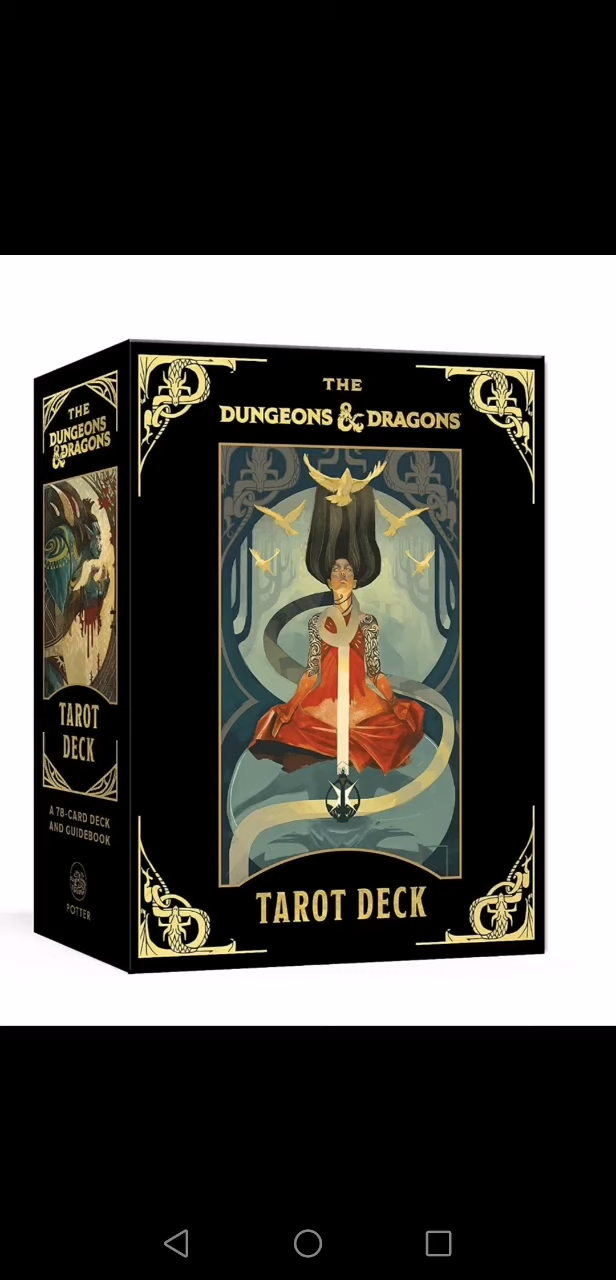 THE
DUNGEONS
& DRAGONS
TAROT
DECK
A 78-CARD DECK
AND GUIDEBOOK
POTTER
THE
DUNGEONS & DRAGONS
TAROT DECK